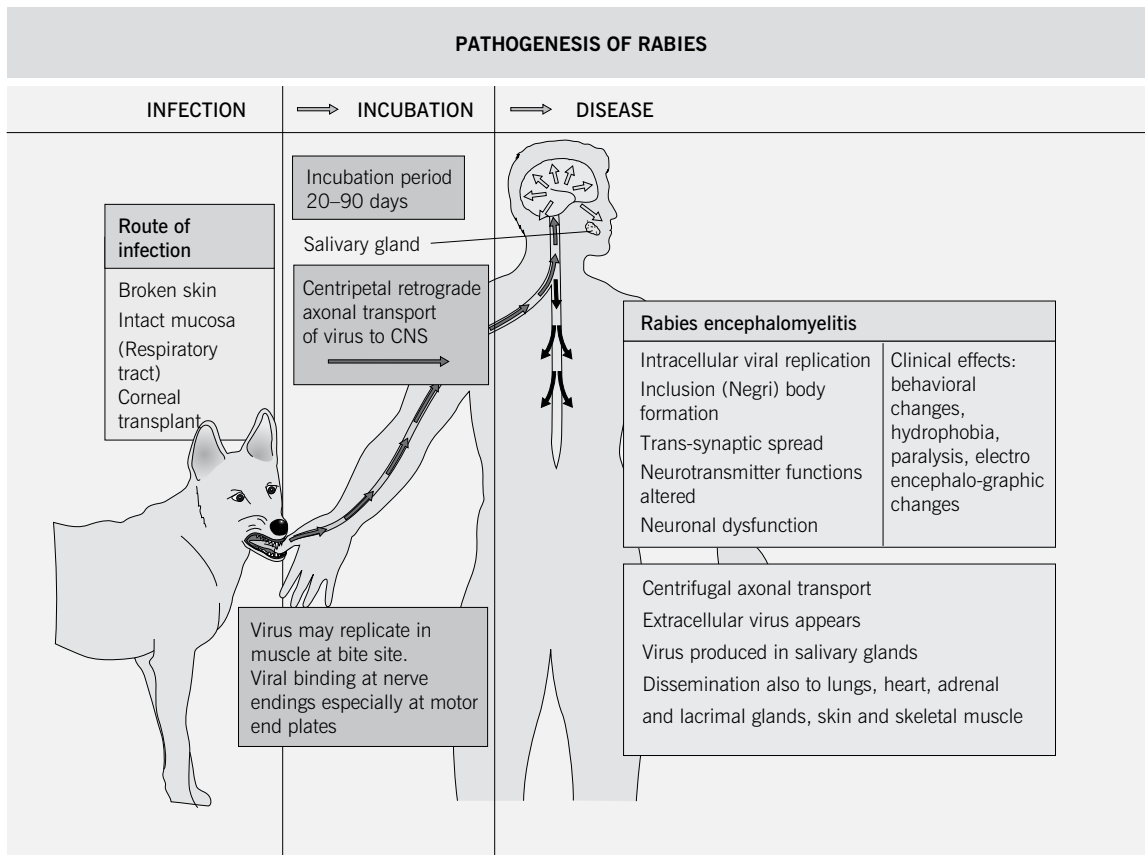 PATHOGENESIS OF RABIES
INFECTION
INCUBATION
DISEASE
Route of
infection
Broken skin
Intact mucosa
(Respiratory
tract)
Corneal
transplant
Incubation period
20–90 days
Salivary gland
Centripetal retrograde
axonal transport
of virus to CNS
Virus may replicate in
muscle at bite site.
Viral binding at nerve
endings especially at motor
end plates
Rabies encephalomyelitis
Intracellular viral replication
Inclusion (Negri) body
formation
Trans-synaptic spread
Neurotransmitter functions
altered
Neuronal dysfunction
Clinical effects:
behavioral
changes,
hydrophobia,
paralysis, electro
encephalo-graphic
changes
Centrifugal axonal transport
Extracellular virus appears
Virus produced in salivary glands
Dissemination also to lungs, heart, adrenal
and lacrimal glands, skin and skeletal muscle